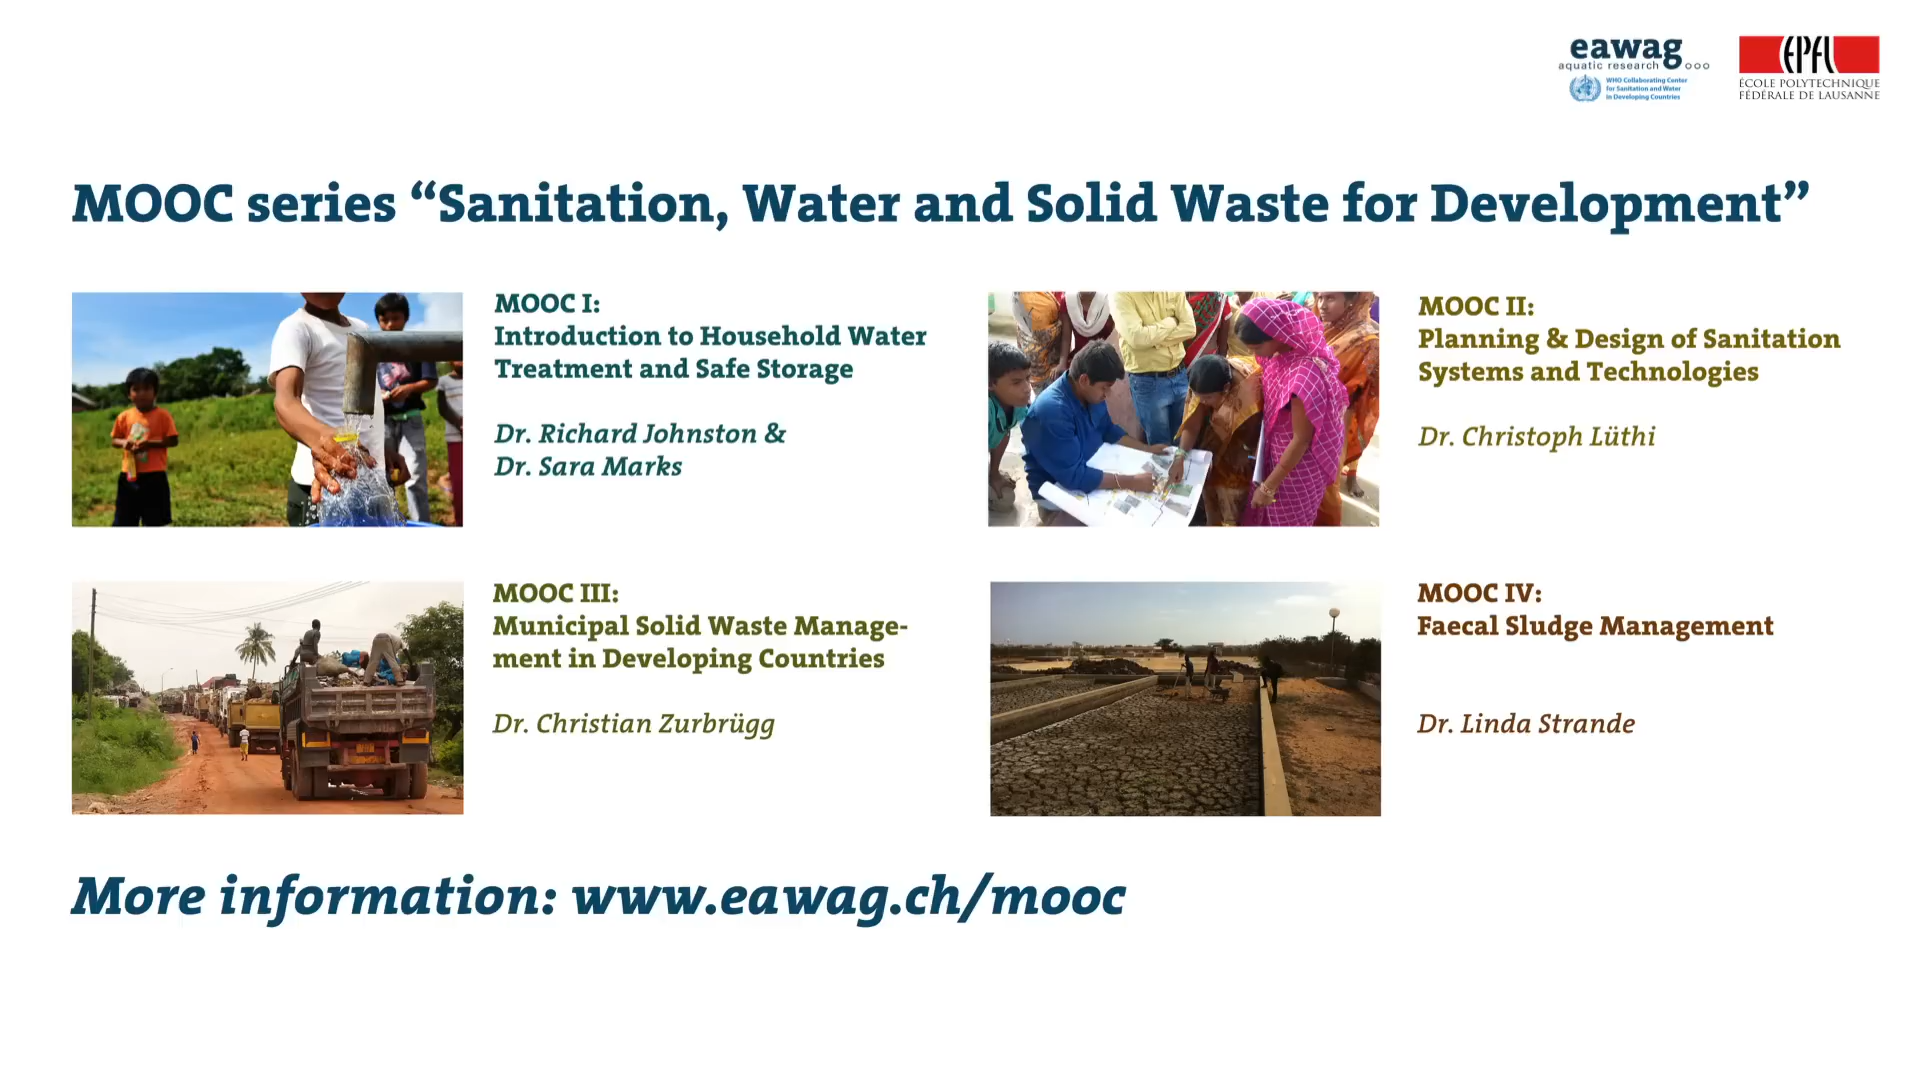 eawag
aquatic research
WHO Collaborating Center
for Sanitation and Water
in Developing Countries
EPFL
ÉCOLE POLYTECHNIQUE
FÉDÉRALE DE LAUSANNE
MOOC series “Sanitation, Water and Solid Waste for Development”
MOOC I:
Introduction to Household Water
Treatment and Safe Storage
Dr. Richard Johnston &
Dr. Sara Marks
MOOC II:
Planning & Design of Sanitation
Systems and Technologies
Dr. Christoph Lüthi
MOOC III:
Municipal Solid Waste Manage-
ment in Developing Countries
Dr. Christian Zurbrügg
MOOC IV:
Faecal Sludge Management
Dr. Linda Strande
More information: www.eawag.ch/mooc